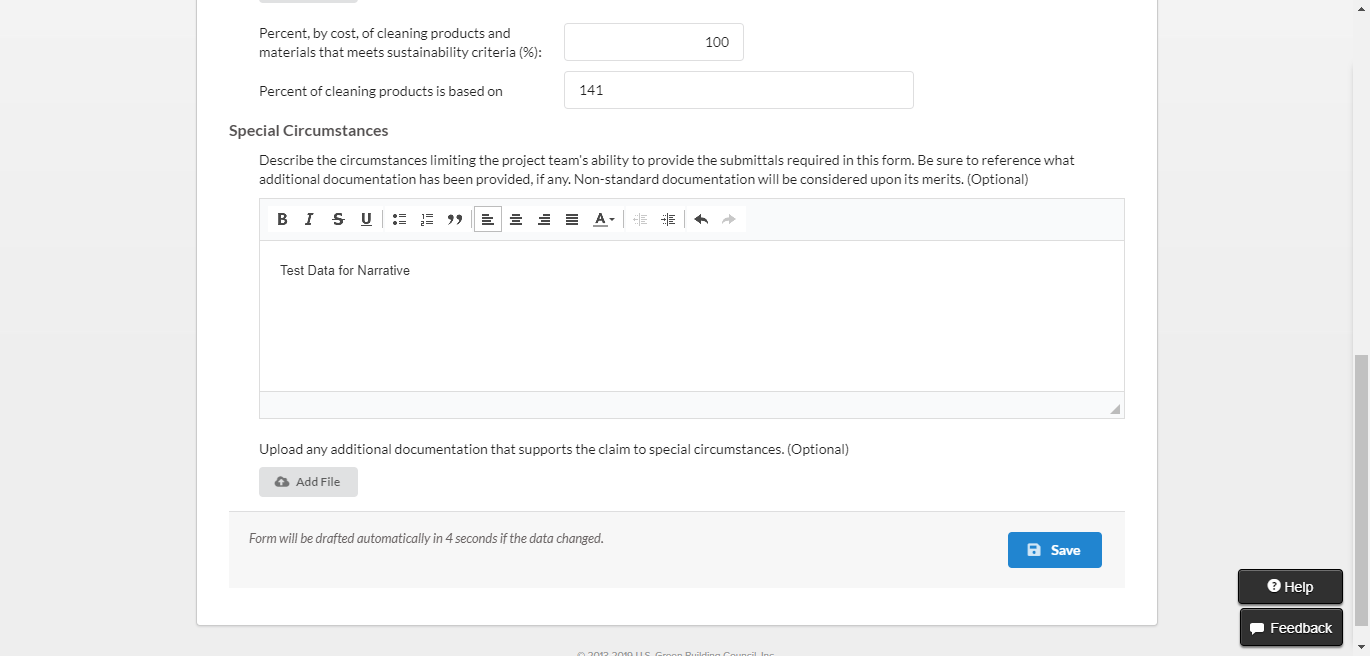 Percent, by cost, of cleaning products and
materials that meets sustainability criteria (%):
100
Percent of cleaning products is based on
141
Special Circumstances
Describe the circumstances limiting the project team's ability to provide the submittals required in this form. Be sure to reference what
additional documentation has been provided, if any. Non-standard documentation will be considered upon its merits. (Optional)
B I S U A
Test Data for Narrative
Upload any additional documentation that supports the claim to special circumstances. (Optional)
Add File
Form will be drafted automatically in 4 seconds if the data changed.
Save
Help
Feedback
© 2013-2019 U.S. Green Building Council, Inc.